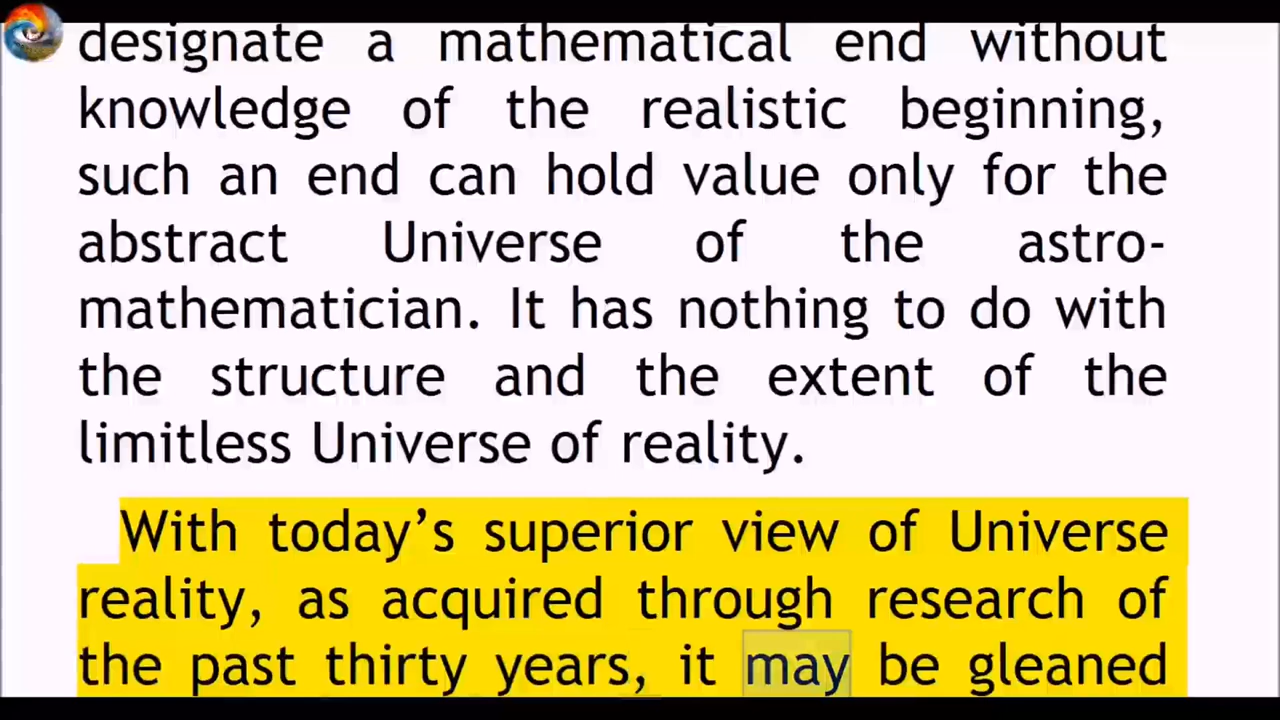 designate a mathematical end without
knowledge of the realistic beginning,
such an end can hold value only for the
abstract Universe of the astro-
mathematician. It has nothing to do with
the structure and the extent of the
limitless Universe of reality.
With today’s superior view of Universe
reality, as acquired through research of
the past thirty years, it may be gleaned